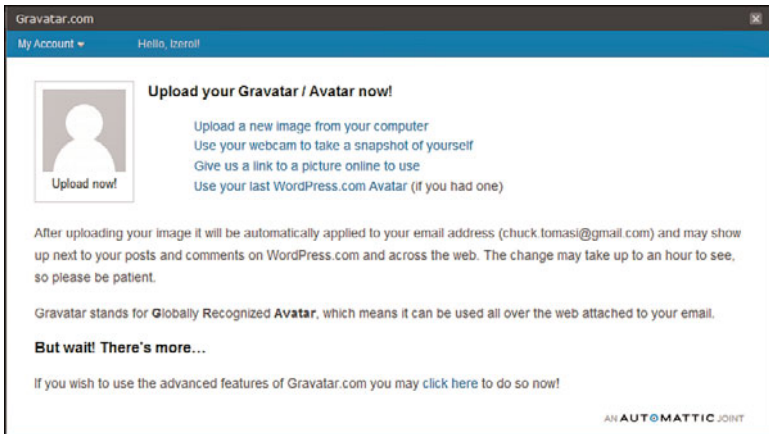 Gravatar.com
My Account Hello, lzeroll!
Upload your Gravatar / Avatar now!
Upload a new image from your computer
Use your webcam to take a snapshot of yourself
Give us a link to a picture online to use
Upload now!
Use your last WordPress.com Avatar (if you had one)
After uploading your image it will be automatically applied to your email address (chuck.tomasi@gmail.com) and may show
up next to your posts and comments on WordPress.com and across the web. The change may take up to an hour to see,
so please be patient.
Gravatar stands for Globally Recognized Avatar, which means it can be used all over the web attached to your email.
But wait! There's more...
If you wish to use the advanced features of Gravatar.com you may click here to do so now!
AN AUTOMATTIC JOINT